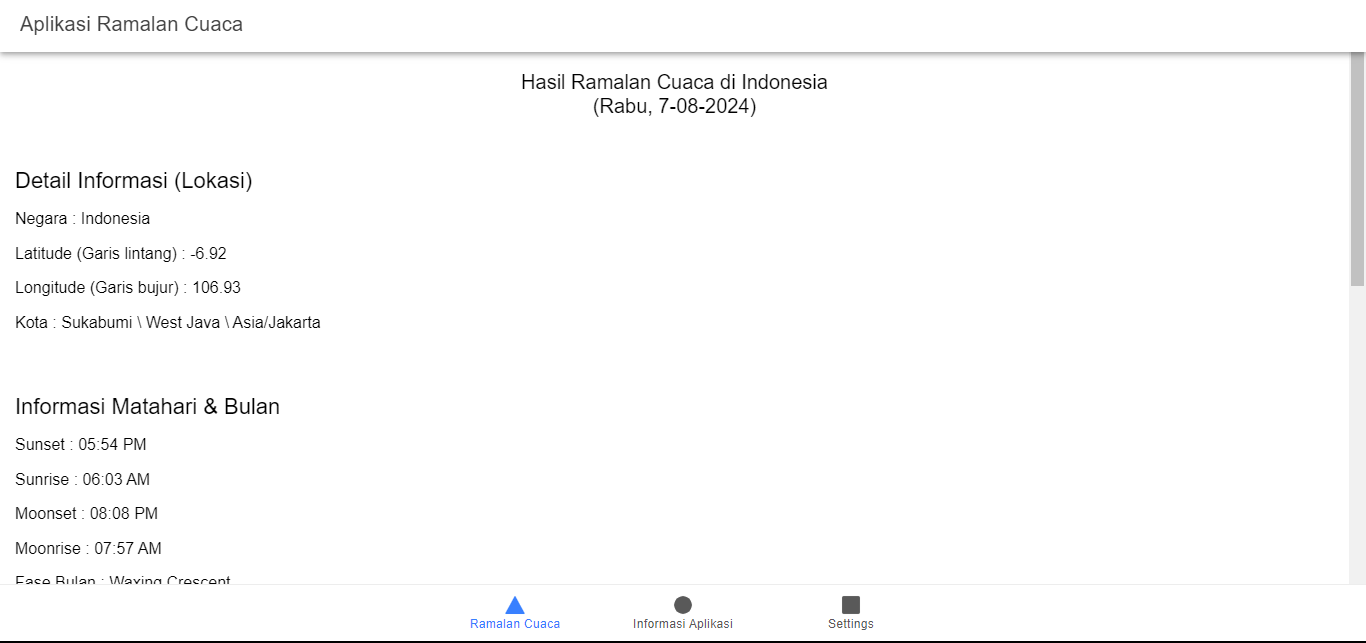 Aplikasi Ramalan Cuaca
Hasil Ramalan Cuaca di Indonesia
(Rabu, 7-08-2024)
Detail Informasi (Lokasi)
Negara : Indonesia
Latitude (Garis lintang) : -6.92
Longitude (Garis bujur) : 106.93
Kota : Sukabumi \ West Java \ Asia/Jakarta
Informasi Matahari & Bulan
Sunset : 05:54 PM
Sunrise : 06:03 AM
Moonset : 08:08 PM
Moonrise : 07:57 AM
Fase Bulan : Waxing Crescent
Ramalan Cuaca
Informasi Aplikasi
Settings